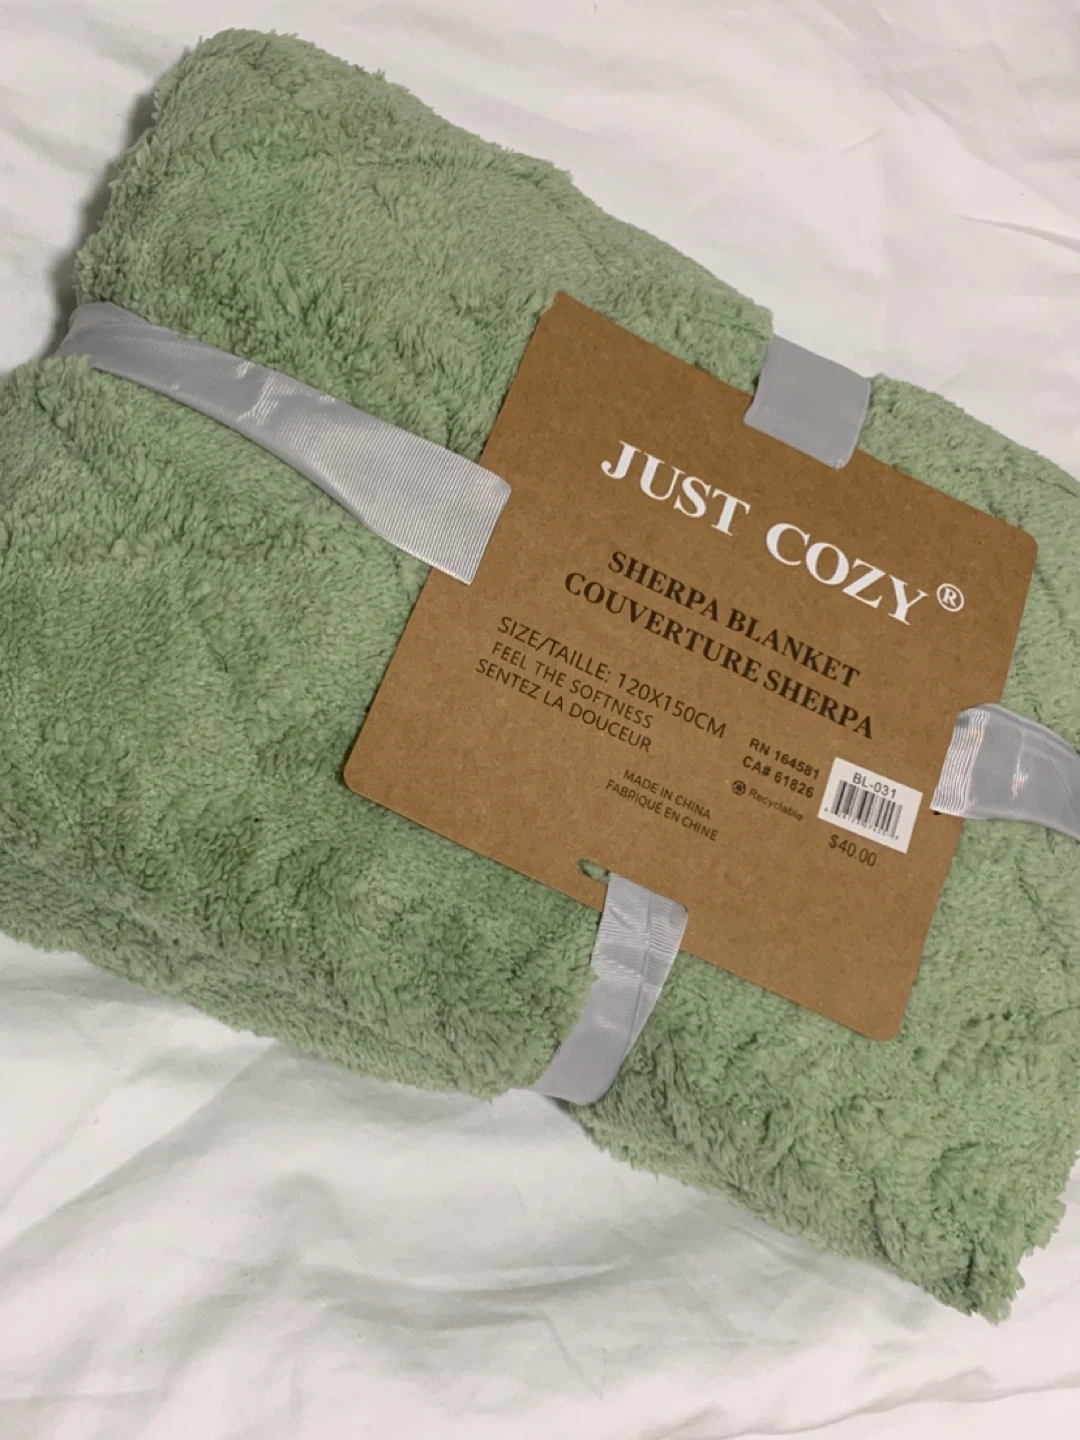 JUST COZY®
SHERPA BLANKET
COUVERTURE SHERPA
SIZE/TAILLE: 120X150CM
FEEL THE SOFTNESS
SENTEZ LA DOUCEUR
RN 164581
CA# 61826
Recyclable
MADE IN CHINA
FABRIQUÉ EN CHINE
BL-031
$40.00